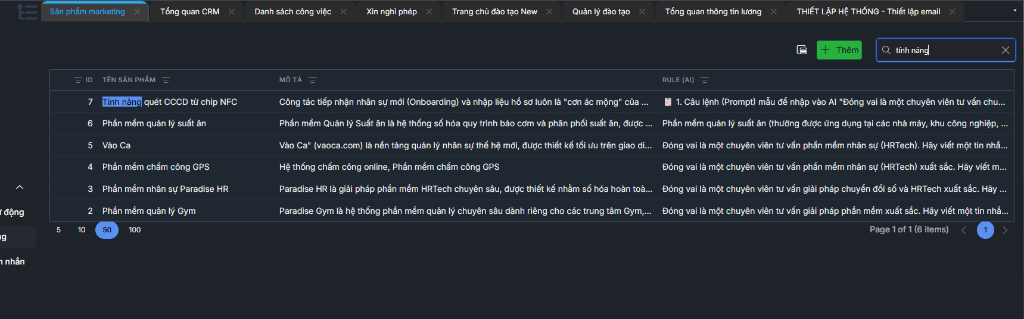 Sản phẩm marketing Tổng quan CRM Danh sách công việc Xin nghỉ phép Trang chủ đào tạo New Quản lý đào tạo Tổng quan thông tin lương THIẾT LẬP HỆ THỐNG - Thiết lập email
Thêm tính năng
ID TÊN SẢN PHẨM MÔ TẢ RULE (AI)
7 Tính năng quét CCCD từ chip NFC Công tác tiếp nhận nhân sự mới (Onboarding) và nhập liệu hồ sơ luôn là "cơn ác mộng" của ... 1. Câu lệnh (Prompt) mẫu để nhập vào AI "Đóng vai là một chuyên viên tư vấn chu...
6 Phần mềm quản lý suất ăn Phần mềm Quản lý Suất ăn là hệ thống số hóa quy trình báo cơm và phân phối suất ăn, được ... Phần mềm quản lý suất ăn (thường được ứng dụng tại các nhà máy, khu công nghiệp, ...
5 Vào Ca Vào Ca" (vaoca.com) là nền tảng quản lý nhân sự thế hệ mới, được thiết kế tối ưu trên giao di... Đóng vai là một chuyên viên tư vấn phần mềm nhân sự (HRTech). Hãy viết một tin nhắ...
4 Phần mềm chấm công GPS Hệ thống chấm công online, Phần mềm chấm công GPS Đóng vai là một chuyên viên tư vấn phần mềm nhân sự (HRTech) xuất sắc. Hãy viết m...
3 Phần mềm nhân sự Paradise HR Paradise HR là giải pháp phần mềm HRTech chuyên sâu, được thiết kế nhằm số hóa hoàn toà... Đóng vai là một chuyên viên tư vấn giải pháp chuyển đổi số và HRTech xuất sắc. Hãy ...
2 Phần mềm quản lý Gym Paradise Gym là hệ thống phần mềm quản lý chuyên sâu dành riêng cho các trung tâm Gym,... Đóng vai là một chuyên viên tư vấn giải pháp phần mềm xuất sắc. Hãy viết một tin nhắ...
ư động
5 10 50 100 Page 1 of 1 (6 items) 1
ng
n nhân